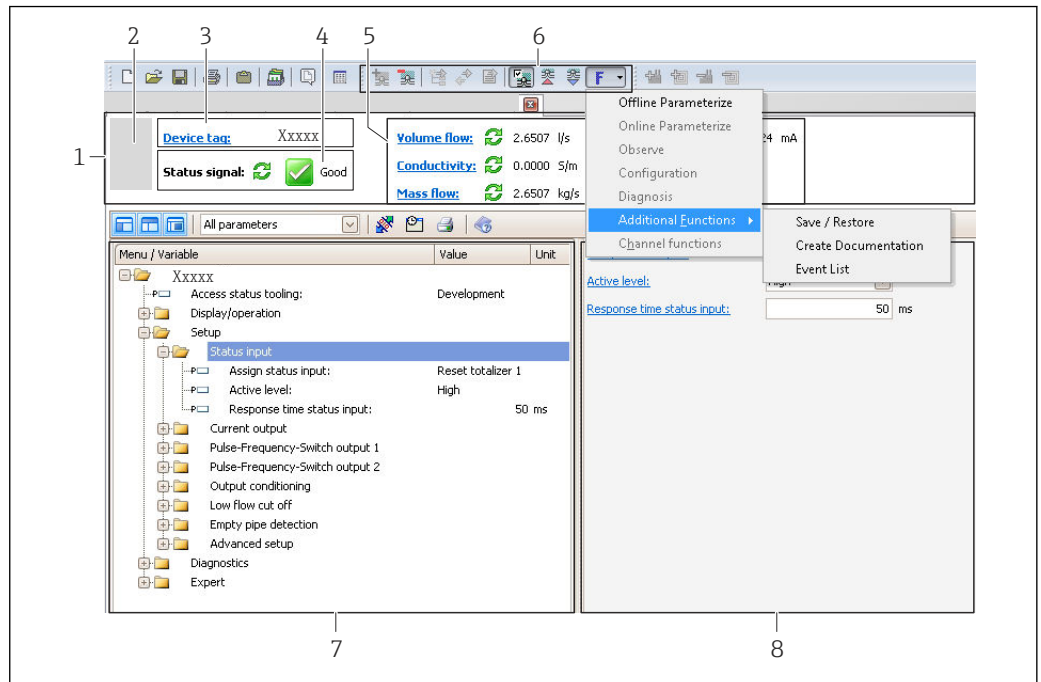 2 3 4 5 6
F
Offline Parameterize
Online Parameterize
Observe
Configuration
Diagnosis
Additional Functions
Channel functions
Save / Restore
Create Documentation
Event List
1
Device tag: Xxxxx
Status signal: Good
Volume flow: 2.6507 l/s
Conductivity: 0.0000 S/m
Mass flow: 2.6507 kg/s
24 mA
All parameters
Menu / Variable Value Unit
Xxxxx
Access status tooling: Development
Display/operation
Setup
Status input
Assign status input: Reset totalizer 1
Active level: High
Response time status input: 50 ms
Current output
Pulse-Frequency-Switch output 1
Pulse-Frequency-Switch output 2
Output conditioning
Low flow cut off
Empty pipe detection
Advanced setup
Diagnostics
Expert
Active level: High
Response time status input: 50 ms
7 8